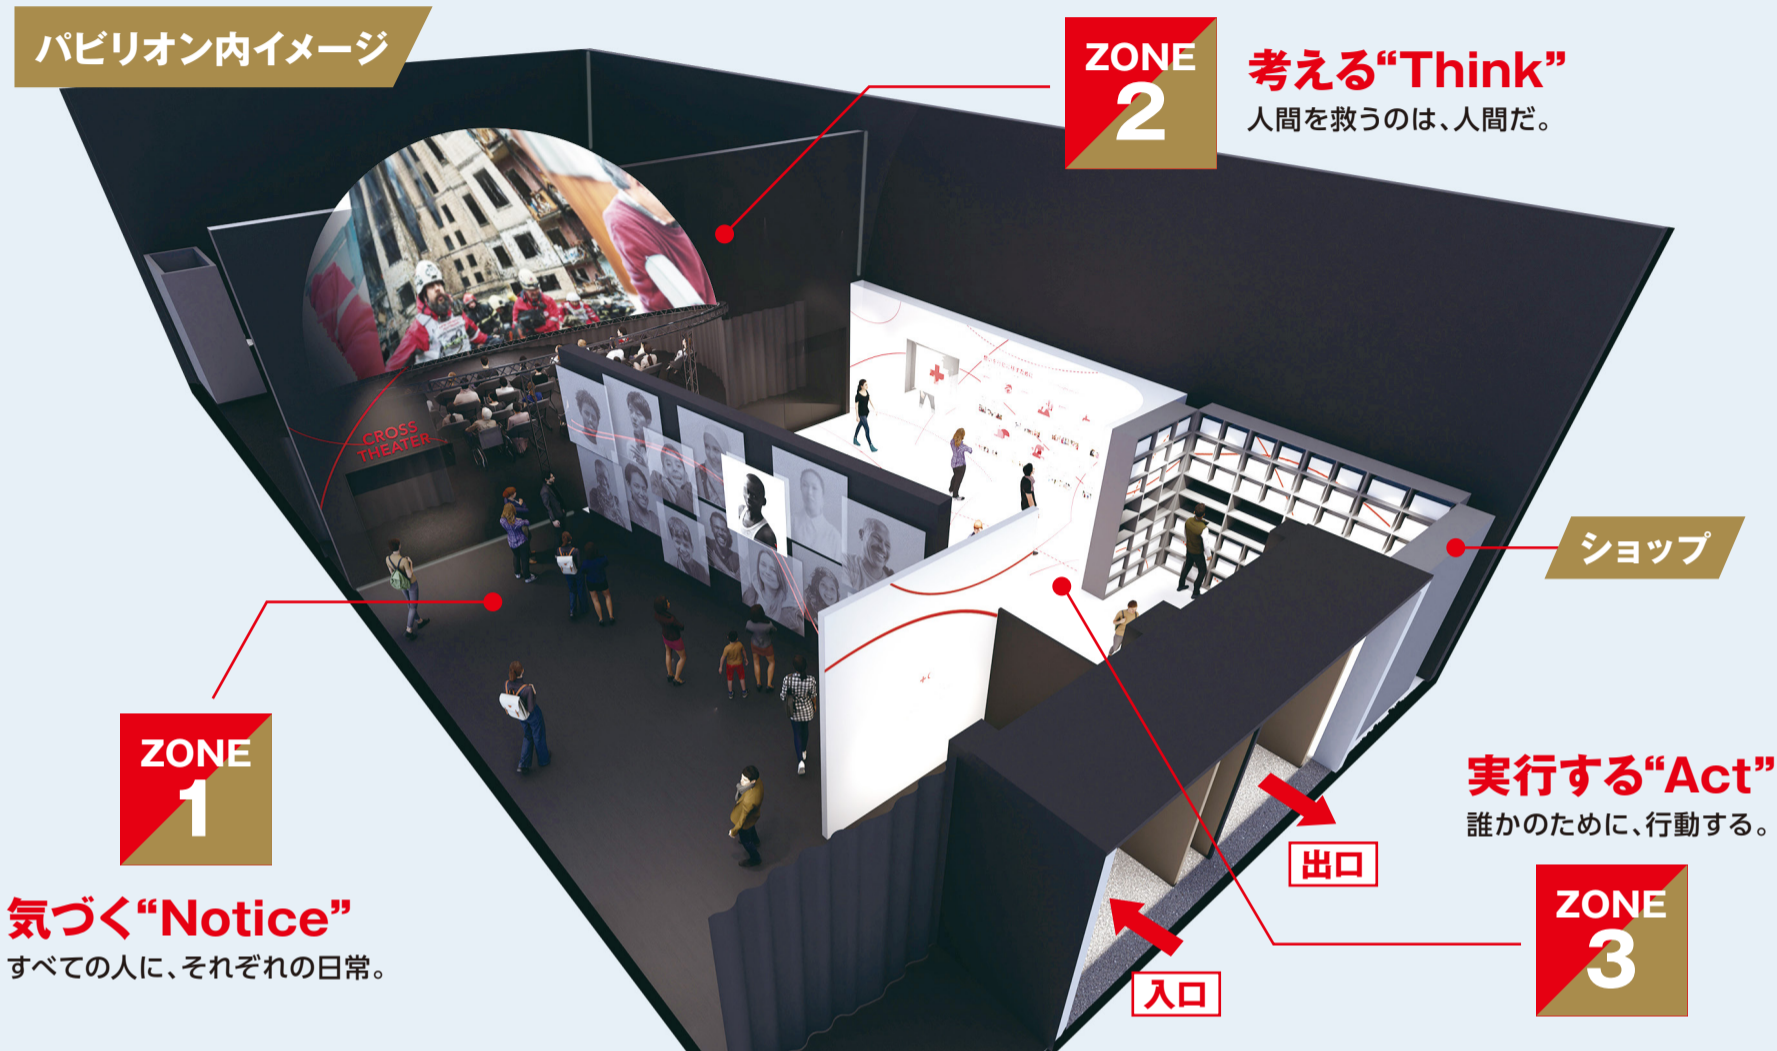 パビリオン内イメージ
ZONE
2
考える“Think”
人間を救うのは、人間だ。
CROSS
THEATER
ショップ
ZONE
1
気づく“Notice”
すべての人に、それぞれの日常。
実行する“Act”
誰かのために、行動する。
ZONE
3
出口
入口